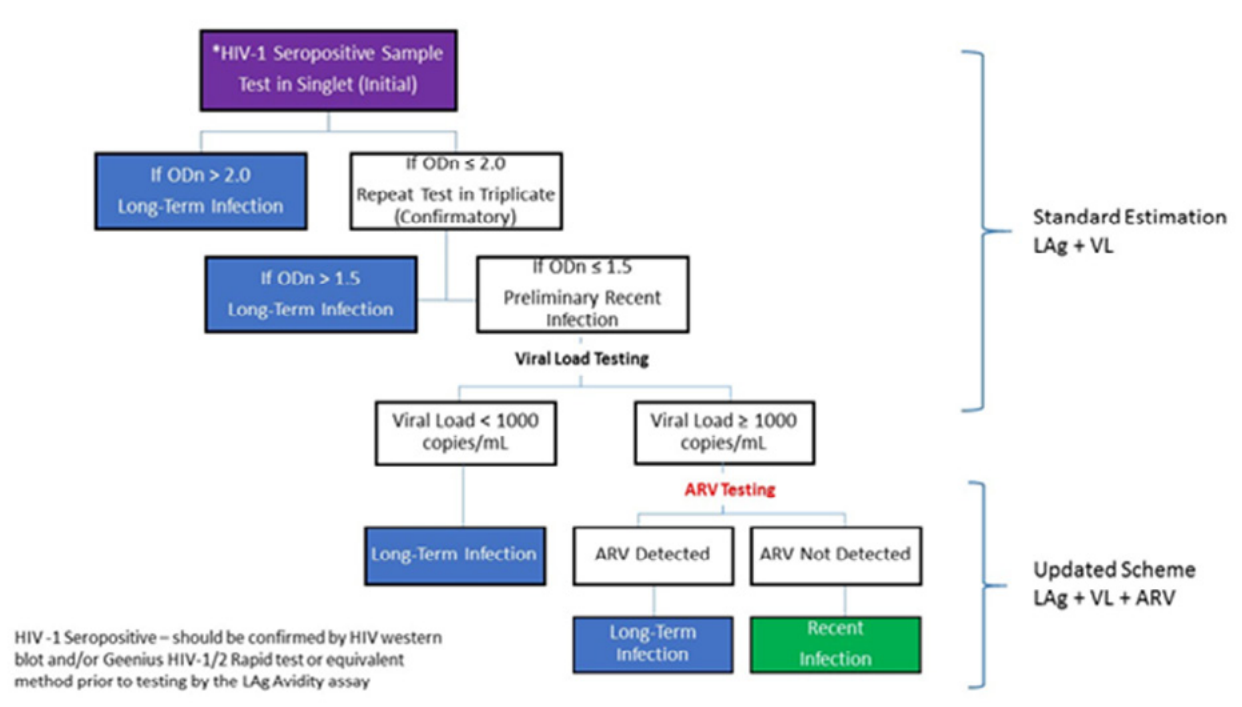 *HIV-1 Seropositive Sample
Test in Singlet (Initial)
If ODn > 2.0
Long-Term Infection
If ODn ≤ 2.0
Repeat Test in Triplicate
(Confirmatory)
If ODn > 1.5
Long-Term Infection
If ODn ≤ 1.5
Preliminary Recent
Infection
Viral Load Testing
Viral Load < 1000
copies/mL
Viral Load ≥ 1000
copies/mL
ARV Testing
Long-Term Infection
ARV Detected
ARV Not Detected
Long-Term
Infection
Recent
Infection
Standard Estimation
LAg + VL
Updated Scheme
LAg + VL + ARV
HIV -1 Seropositive – should be confirmed by HIV western
blot and/or Geenius HIV-1/2 Rapid test or equivalent
method prior to testing by the LAg Avidity assay